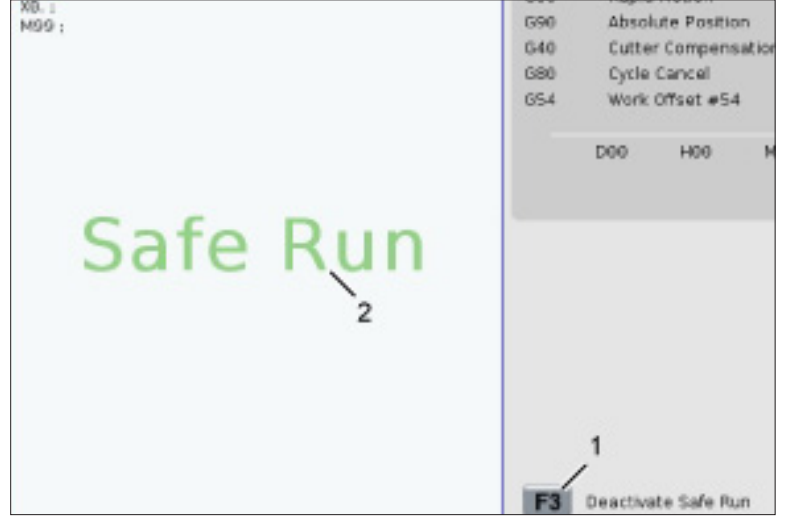 X0. ;
M99 ;
G90 Absolute Position
G40 Cutter Compensation
G80 Cycle Cancel
G54 Work Offset #54
D00 H00 M
Safe Run
2
1
F3 Deactivate Safe Run